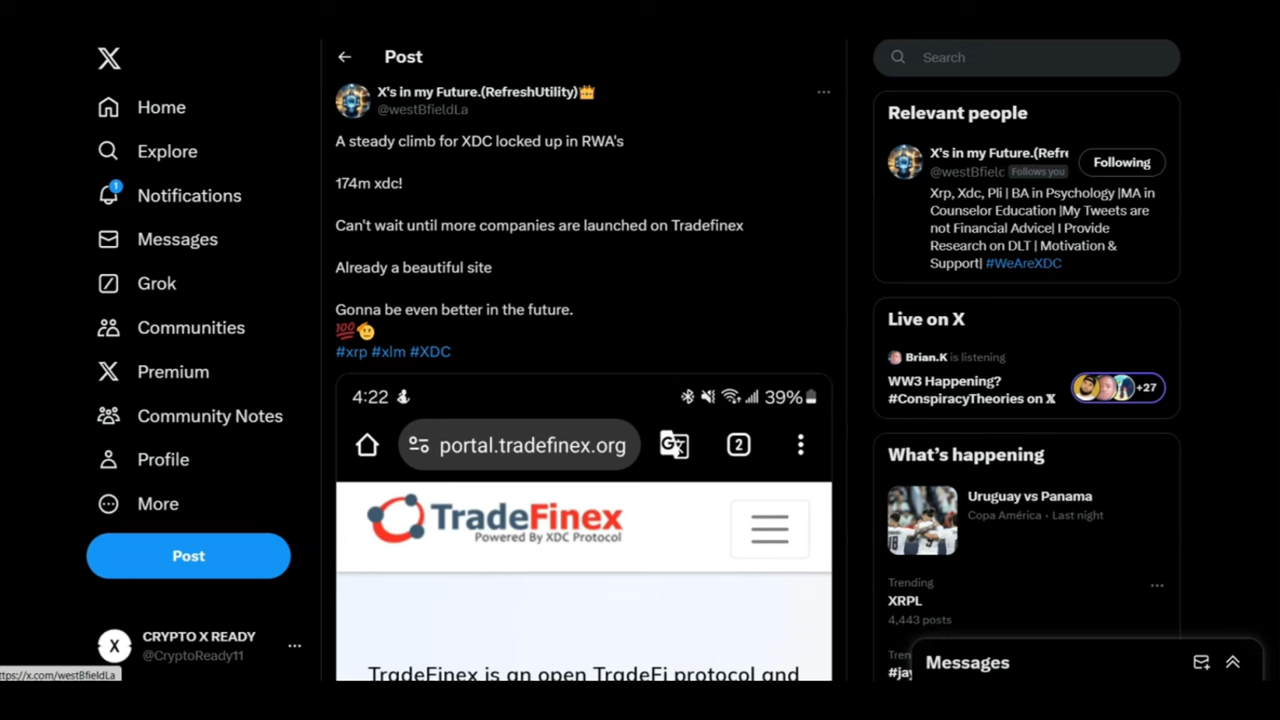 Home
Explore
1
Notifications
Messages
Grok
Communities
Premium
Community Notes
Profile
More
Post
CRYPTO X READY
@CryptoReady11
ttps://x.com/westBfieldLa
Post
X's in my Future.(RefreshUtility)👑
@westBfieldLa
A steady climb for XDC locked up in RWA's
174m xdc!
Can't wait until more companies are launched on Tradefinex
Already a beautiful site
Gonna be even better in the future.
💯🫡
#xrp #xlm #XDC
4:22
39%
portal.tradefinex.org
2
TradeFinex
Powered By XDC Protocol
TradeFinex is an open TradeFi protocol and
Search
Relevant people
X's in my Future.(Refre
@westBfielc Follows you
Following
Xrp, Xdc, Pli | BA in Psychology |MA in
Counselor Education |My Tweets are
not Financial Advice| I Provide
Research on DLT | Motivation &
Support| #WeAreXDC
Live on X
Brian.K is listening
WW3 Happening?
#ConspiracyTheories on X
+27
What's happening
Uruguay vs Panama
Copa América · Last night
Trending
XRPL
4,443 posts
Tren
#jay
Messages